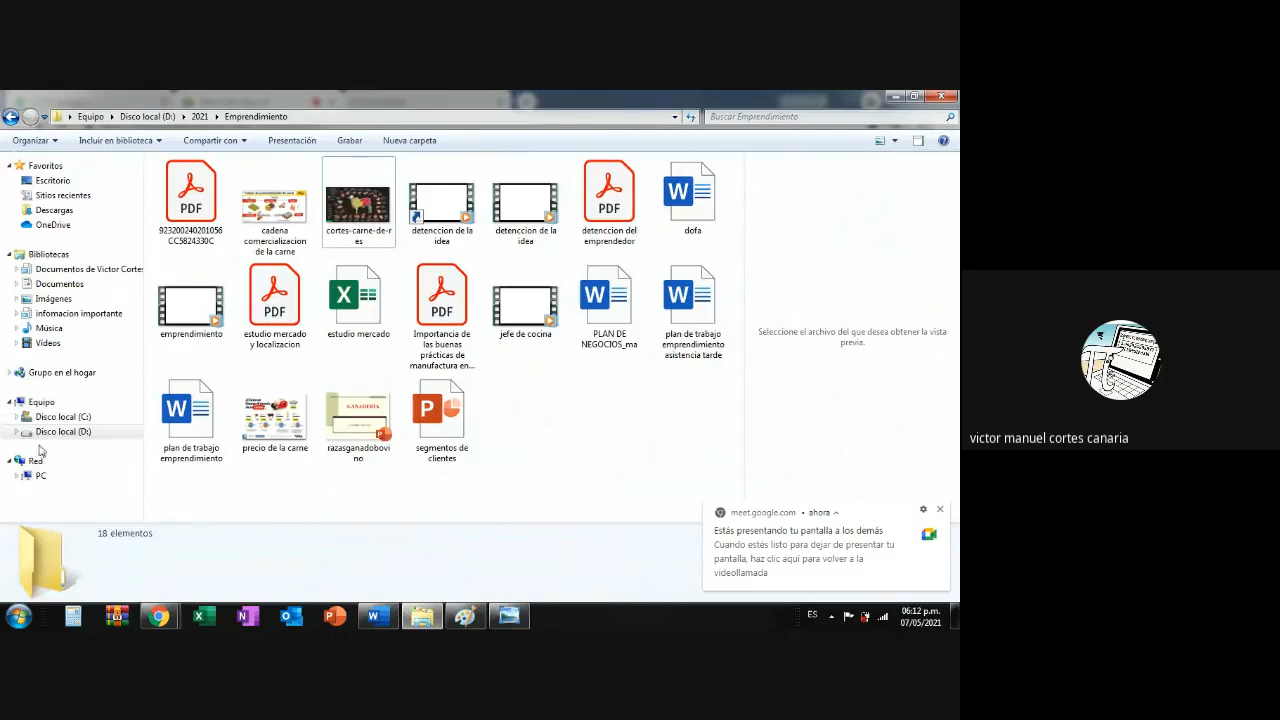 Equipo ▸ Disco local (D:) ▸ 2021 ▸ Emprendimiento
Buscar Emprendimiento
Organizar
Incluir en biblioteca
Compartir con
Presentación
Grabar
Nueva carpeta
Favoritos
Escritorio
Sitios recientes
Descargas
OneDrive
Bibliotecas
Documentos de Victor Cortes
Documentos
Imágenes
infomacion importante
Música
Vídeos
Grupo en el hogar
Equipo
Disco local (C:)
Disco local (D:)
Red
PC
PDF
923200240201056
CC5824330C
cadena
comercializacion
de la carne
cortes-carne-de-r
es
detenccion de la
idea
detenccion de la
idea
PDF
detenccion del
emprendedor
W
dofa
emprendimiento
PDF
estudio mercado
y localizacion
X
estudio mercado
PDF
Importancia de
las buenas
prácticas de
manufactura en...
jefe de cocina
W
PLAN DE
NEGOCIOS_ma
W
plan de trabajo
emprendimiento
asistencia tarde
W
plan de trabajo
emprendimiento
precio de la carne
GANADERÍA
razasganadobovi
no
P
segmentos de
clientes
Seleccione el archivo del que desea obtener la vista
previa.
18 elementos
meet.google.com • ahora
Estás presentando tu pantalla a los demás
Cuando estés listo para dejar de presentar tu
pantalla, haz clic aquí para volver a la
videollamada
ES
06:12 p.m.
07/05/2021
victor manuel cortes canaria